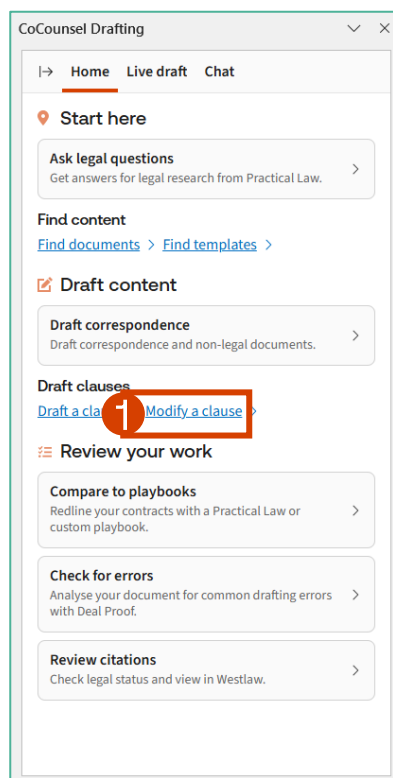 CoCounsel Drafting
Home Live draft Chat
Start here
Ask legal questions
Get answers for legal research from Practical Law.
Find content
Find documents > Find templates >
Draft content
Draft correspondence
Draft correspondence and non-legal documents.
Draft clauses
Draft a cla 1 Modify a clause >
Review your work
Compare to playbooks
Redline your contracts with a Practical Law or
custom playbook.
Check for errors
Analyse your document for common drafting errors
with Deal Proof.
Review citations
Check legal status and view in Westlaw.